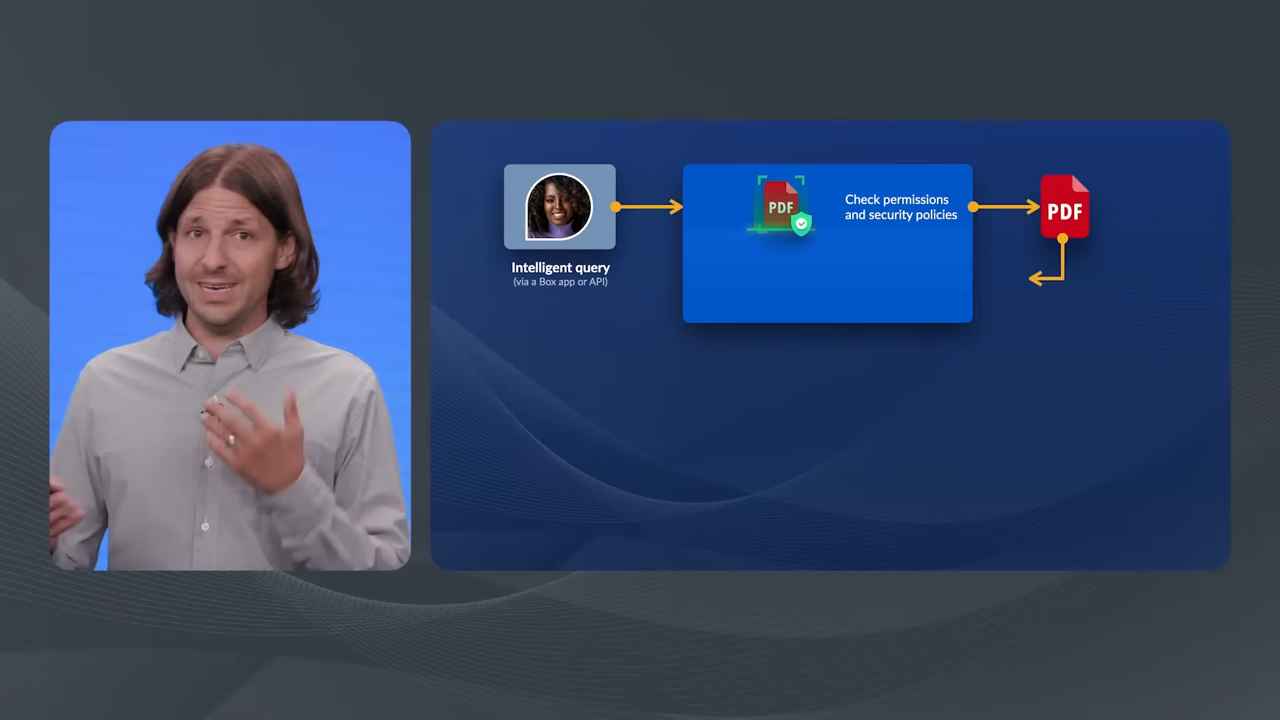 PDF
Check permissions
and security policies
PDF
Intelligent query
(via a Box app or API)